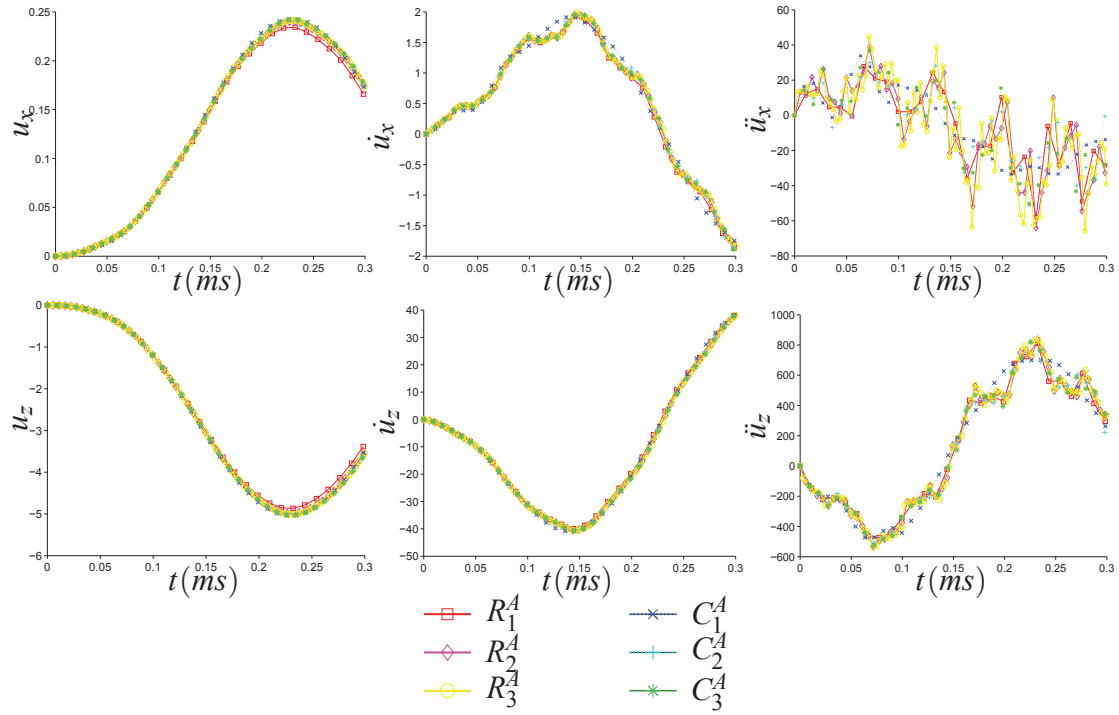 0.25
0.2
0.15
0.1
0.05
0
u_x
0 0.05 0.1 0.15 0.2 0.25 0.3
t (ms)
2
1.5
1
0.5
0
−0.5
−1
−1.5
−2
u̇_x
0 0.05 0.1 0.15 0.2 0.25 0.3
t (ms)
80
60
40
20
0
−20
−40
−60
−80
ü_x
0 0.05 0.1 0.15 0.2 0.25 0.3
t (ms)
0
−1
−2
−3
−4
−5
−6
u_z
0 0.05 0.1 0.15 0.2 0.25 0.3
t (ms)
40
30
20
10
0
−10
−20
−30
−40
−50
u̇_z
0 0.05 0.1 0.15 0.2 0.25 0.3
t (ms)
1000
800
600
400
200
0
−200
−400
−600
ü_z
0 0.05 0.1 0.15 0.2 0.25 0.3
t (ms)
R_1^A C_1^A
R_2^A C_2^A
R_3^A C_3^A